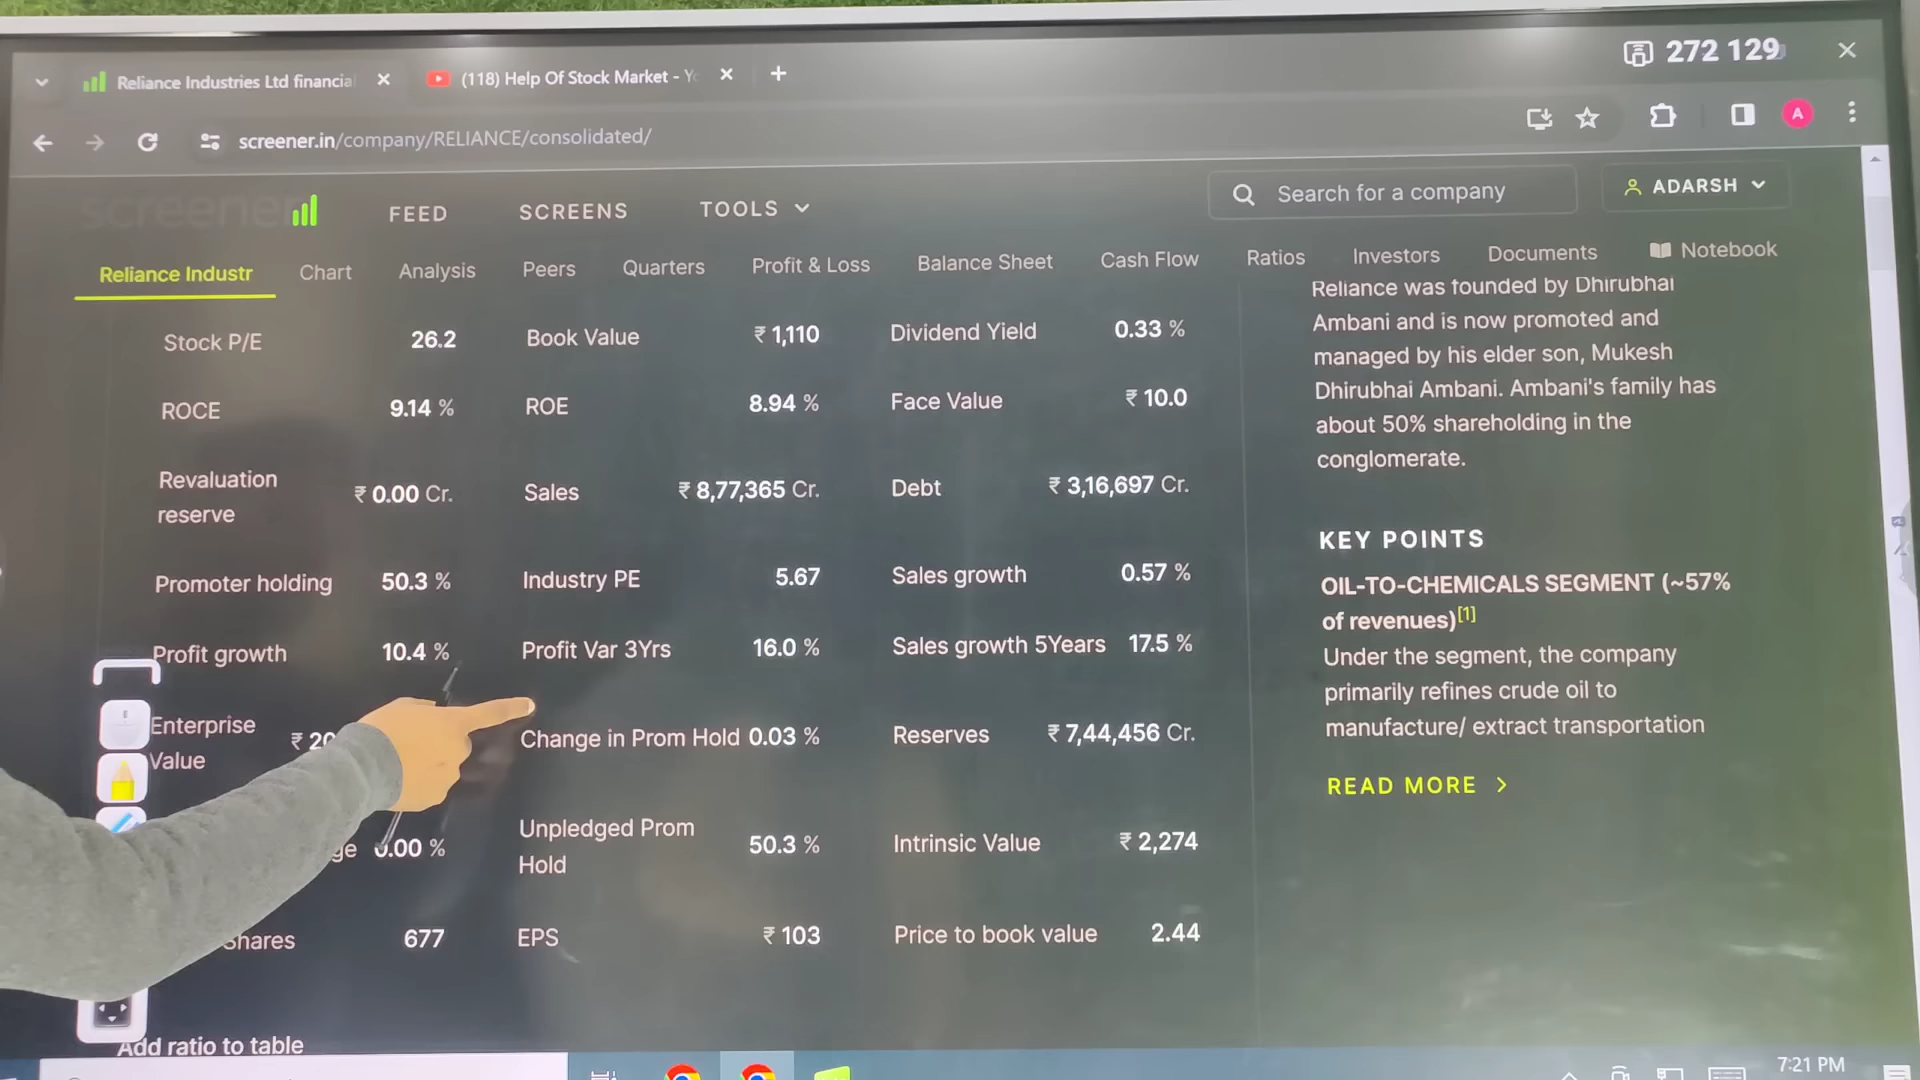 272 129
Reliance Industries Ltd financial
(118) Help Of Stock Market - Yo
screener.in/company/RELIANCE/consolidated/
A
screener
FEED
SCREENS
TOOLS
Search for a company
ADARSH
Reliance Industr
Chart
Analysis
Peers
Quarters
Profit & Loss
Balance Sheet
Cash Flow
Ratios
Investors
Documents
Notebook
Stock P/E 26.2
Book Value ₹ 1,110
Dividend Yield 0.33 %
ROCE 9.14 %
ROE 8.94 %
Face Value ₹ 10.0
Revaluation
reserve ₹ 0.00 Cr.
Sales ₹ 8,77,365 Cr.
Debt ₹ 3,16,697 Cr.
Promoter holding 50.3 %
Industry PE 5.67
Sales growth 0.57 %
Profit growth 10.4 %
Profit Var 3Yrs 16.0 %
Sales growth 5Years 17.5 %
Enterprise
Value ₹ 20
Change in Prom Hold 0.03 %
Reserves ₹ 7,44,456 Cr.
ge 0.00 %
Unpledged Prom
Hold 50.3 %
Intrinsic Value ₹ 2,274
Shares 677
EPS ₹ 103
Price to book value 2.44
Add ratio to table
Reliance was founded by Dhirubhai
Ambani and is now promoted and
managed by his elder son, Mukesh
Dhirubhai Ambani. Ambani's family has
about 50% shareholding in the
conglomerate.
KEY POINTS
OIL-TO-CHEMICALS SEGMENT (~57%
of revenues)[1]
Under the segment, the company
primarily refines crude oil to
manufacture/ extract transportation
READ MORE
7:21 PM